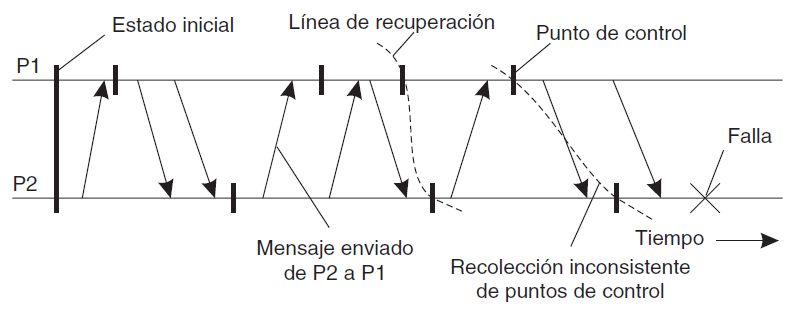 Estado inicial
Línea de recuperación
Punto de control
P1
Falla
P2
Mensaje enviado
de P2 a P1
Tiempo
Recolección inconsistente
de puntos de control